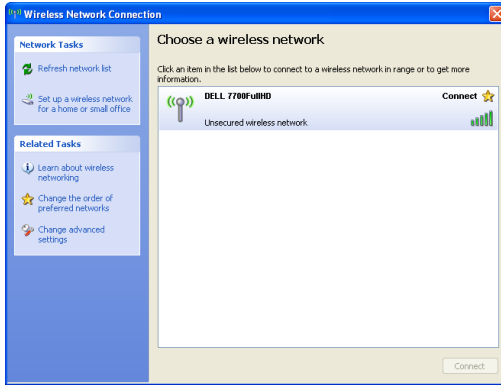 Wireless Network Connection
Network Tasks
Refresh network list
Set up a wireless network
for a home or small office
Related Tasks
Learn about wireless
networking
Change the order of
preferred networks
Change advanced
settings
Choose a wireless network
Click an item in the list below to connect to a wireless network in range or to get more
information.
DELL 7700FullHD
Connect
Unsecured wireless network
Connect